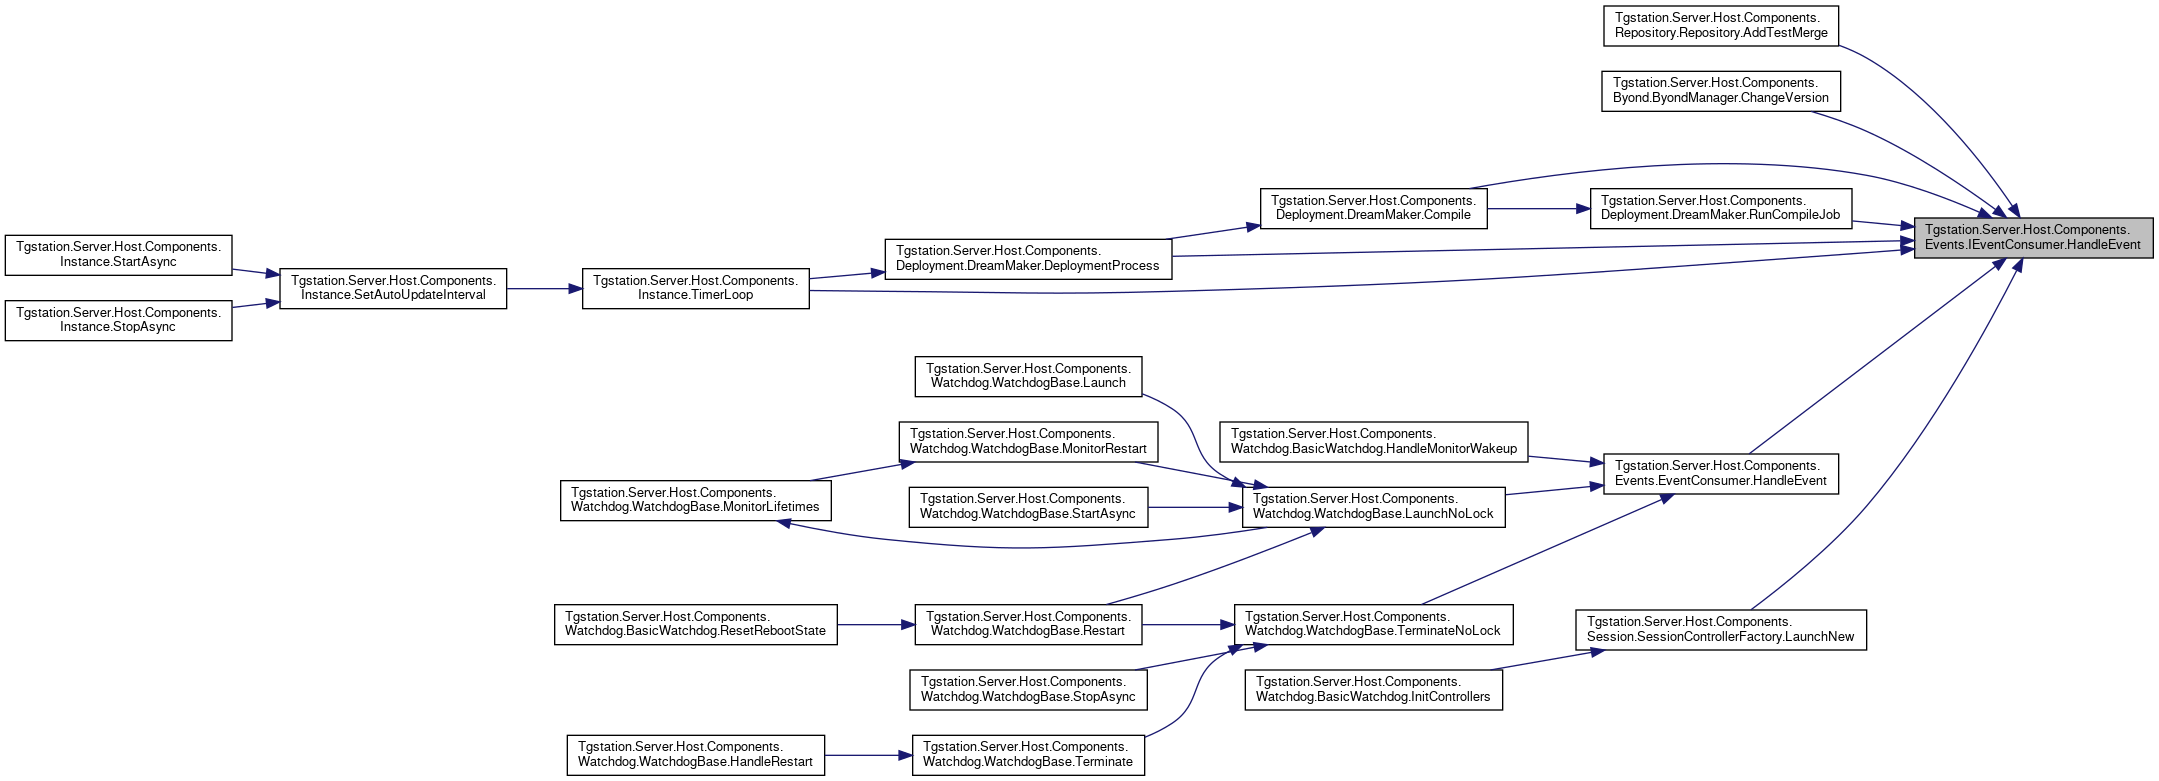 Tgstation.Server.Host.Components.
Repository.Repository.AddTestMerge
Tgstation.Server.Host.Components.
Byond.ByondManager.ChangeVersion
Tgstation.Server.Host.Components.
Deployment.DreamMaker.Compile
Tgstation.Server.Host.Components.
Deployment.DreamMaker.RunCompileJob
Tgstation.Server.Host.Components.
Events.IEventConsumer.HandleEvent
Tgstation.Server.Host.Components.
Instance.StartAsync
Tgstation.Server.Host.Components.
Deployment.DreamMaker.DeploymentProcess
Tgstation.Server.Host.Components.
Instance.SetAutoUpdateInterval
Tgstation.Server.Host.Components.
Instance.TimerLoop
Tgstation.Server.Host.Components.
Instance.StopAsync
Tgstation.Server.Host.Components.
Watchdog.WatchdogBase.Launch
Tgstation.Server.Host.Components.
Watchdog.WatchdogBase.MonitorRestart
Tgstation.Server.Host.Components.
Watchdog.BasicWatchdog.HandleMonitorWakeup
Tgstation.Server.Host.Components.
Events.EventConsumer.HandleEvent
Tgstation.Server.Host.Components.
Watchdog.WatchdogBase.MonitorLifetimes
Tgstation.Server.Host.Components.
Watchdog.WatchdogBase.StartAsync
Tgstation.Server.Host.Components.
Watchdog.WatchdogBase.LaunchNoLock
Tgstation.Server.Host.Components.
Watchdog.BasicWatchdog.ResetRebootState
Tgstation.Server.Host.Components.
Watchdog.WatchdogBase.Restart
Tgstation.Server.Host.Components.
Watchdog.WatchdogBase.TerminateNoLock
Tgstation.Server.Host.Components.
Session.SessionControllerFactory.LaunchNew
Tgstation.Server.Host.Components.
Watchdog.WatchdogBase.StopAsync
Tgstation.Server.Host.Components.
Watchdog.BasicWatchdog.InitControllers
Tgstation.Server.Host.Components.
Watchdog.WatchdogBase.HandleRestart
Tgstation.Server.Host.Components.
Watchdog.WatchdogBase.Terminate